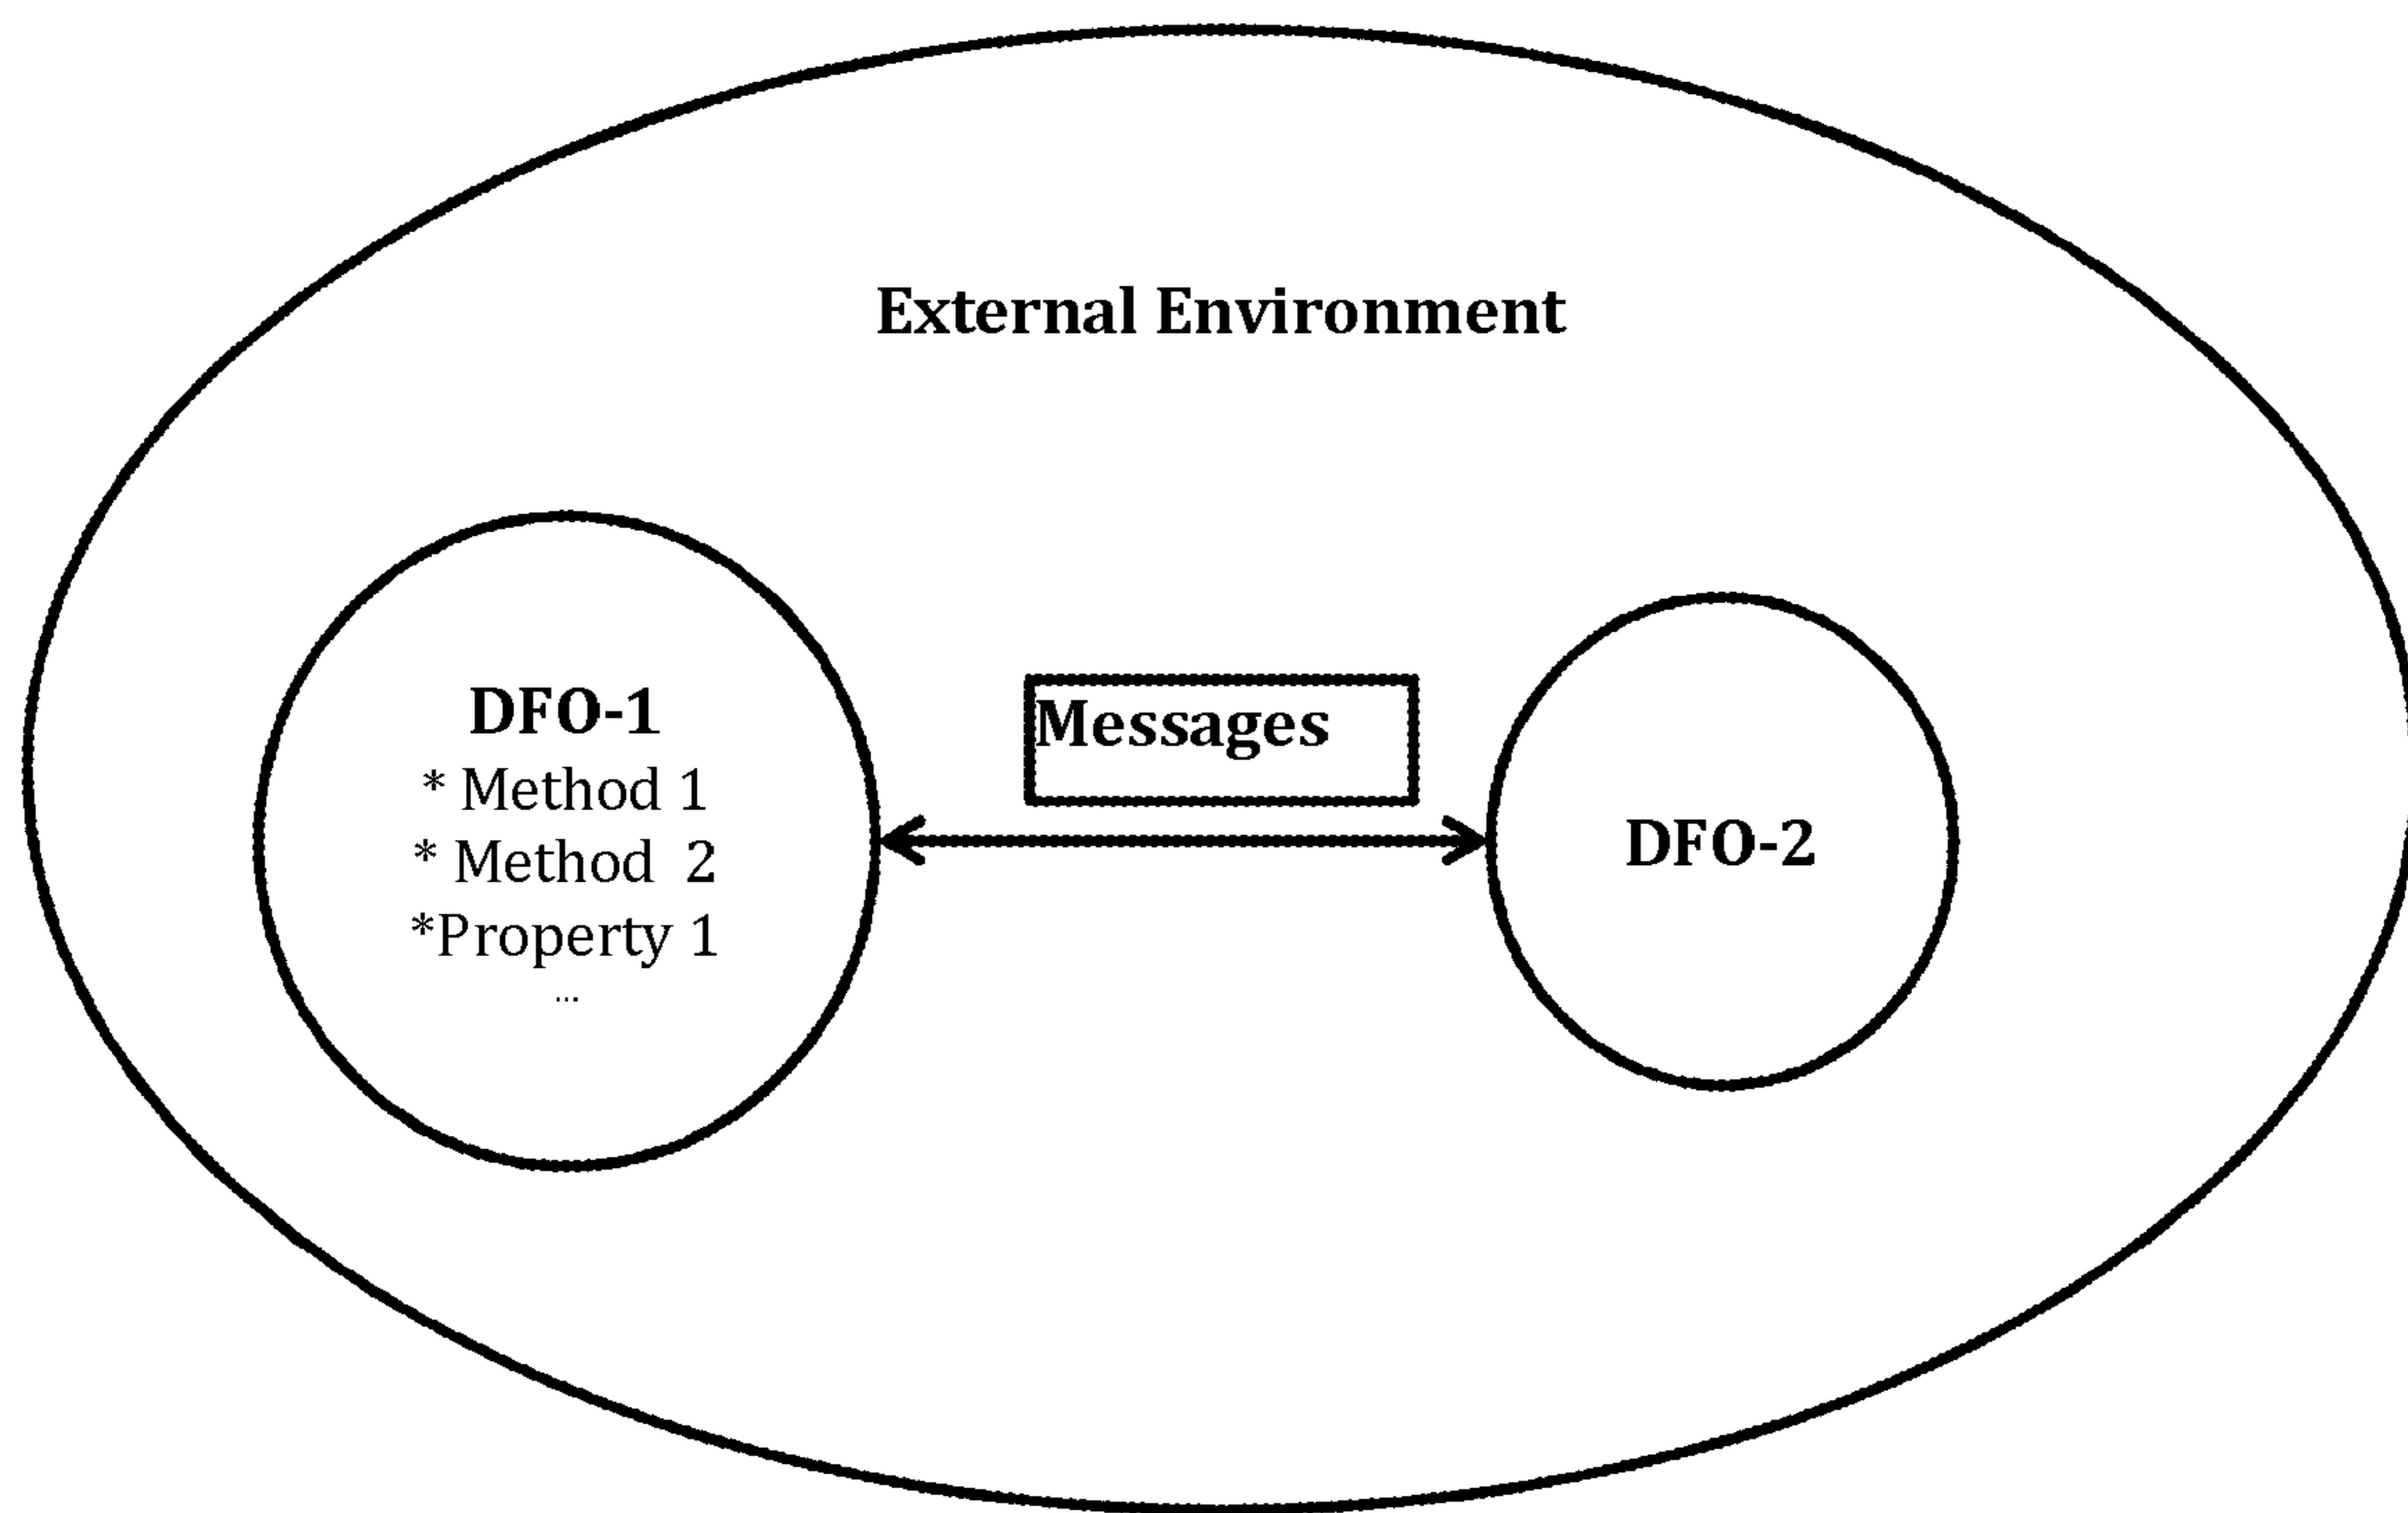 External Environment
DFO-1
* Method 1
* Method  2
*Property 1
...
Messages
DFO-2